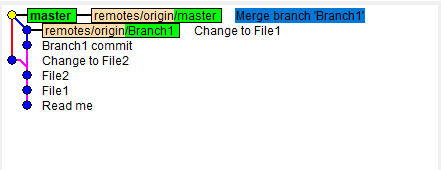 master remotes/origin/master Merge branch 'Branch1'
remotes/origin/Branch1 Change to File1
Branch1 commit
Change to File2
File2
File1
Read me